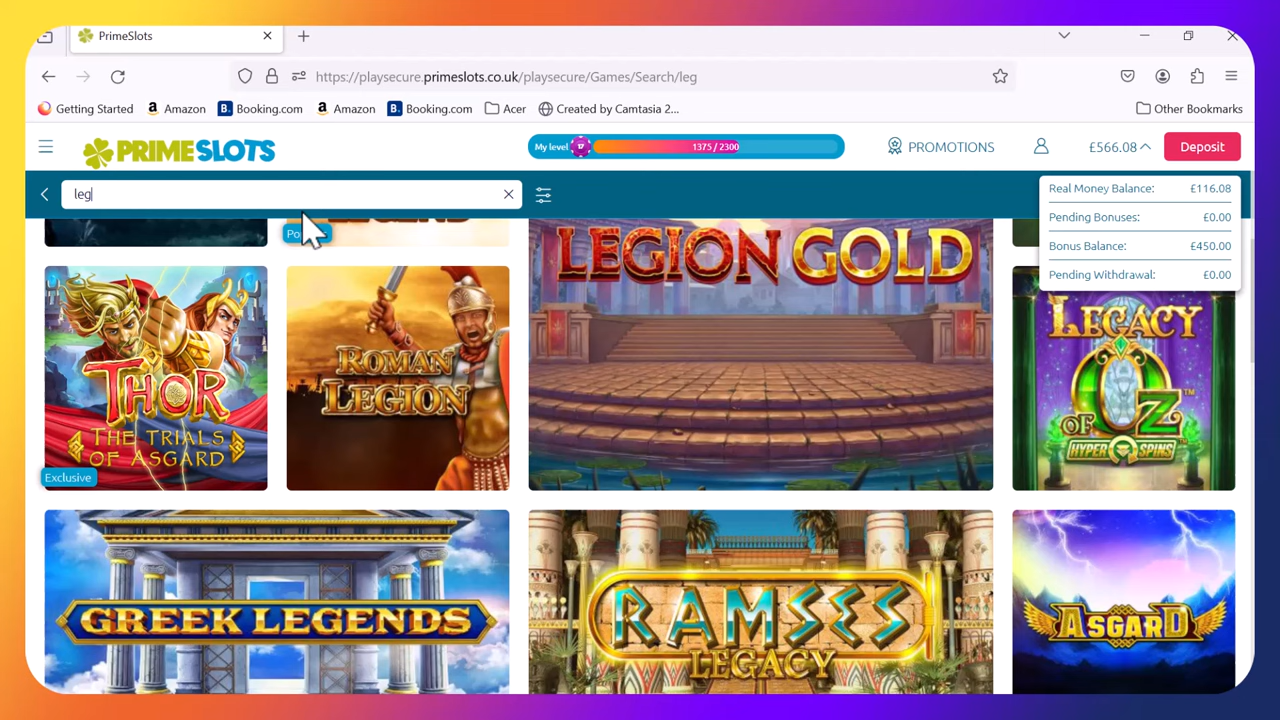 PrimeSlots
https://playsecure.primeslots.co.uk/playsecure/Games/Search/leg
Getting Started
Amazon
B.
Booking.com
Amazon
B.
Booking.com
Acer
Created by Camtasia 2...
Other Bookmarks
PRIMESLOTS
My level
17
1375 / 2300
PROMOTIONS
£566.08
Deposit
leg
Real Money Balance: £116.08
Pending Bonuses: £0.00
Bonus Balance: £450.00
Pending Withdrawal: £0.00
LEGION GOLD
THOR
THE TRIALS
OF ASGARD
Exclusive
ROMAN
LEGION
LEGACY
OF OZ™
HYPER SPINS™
GREEK LEGENDS
RAMSES
LEGACY
ASGARD